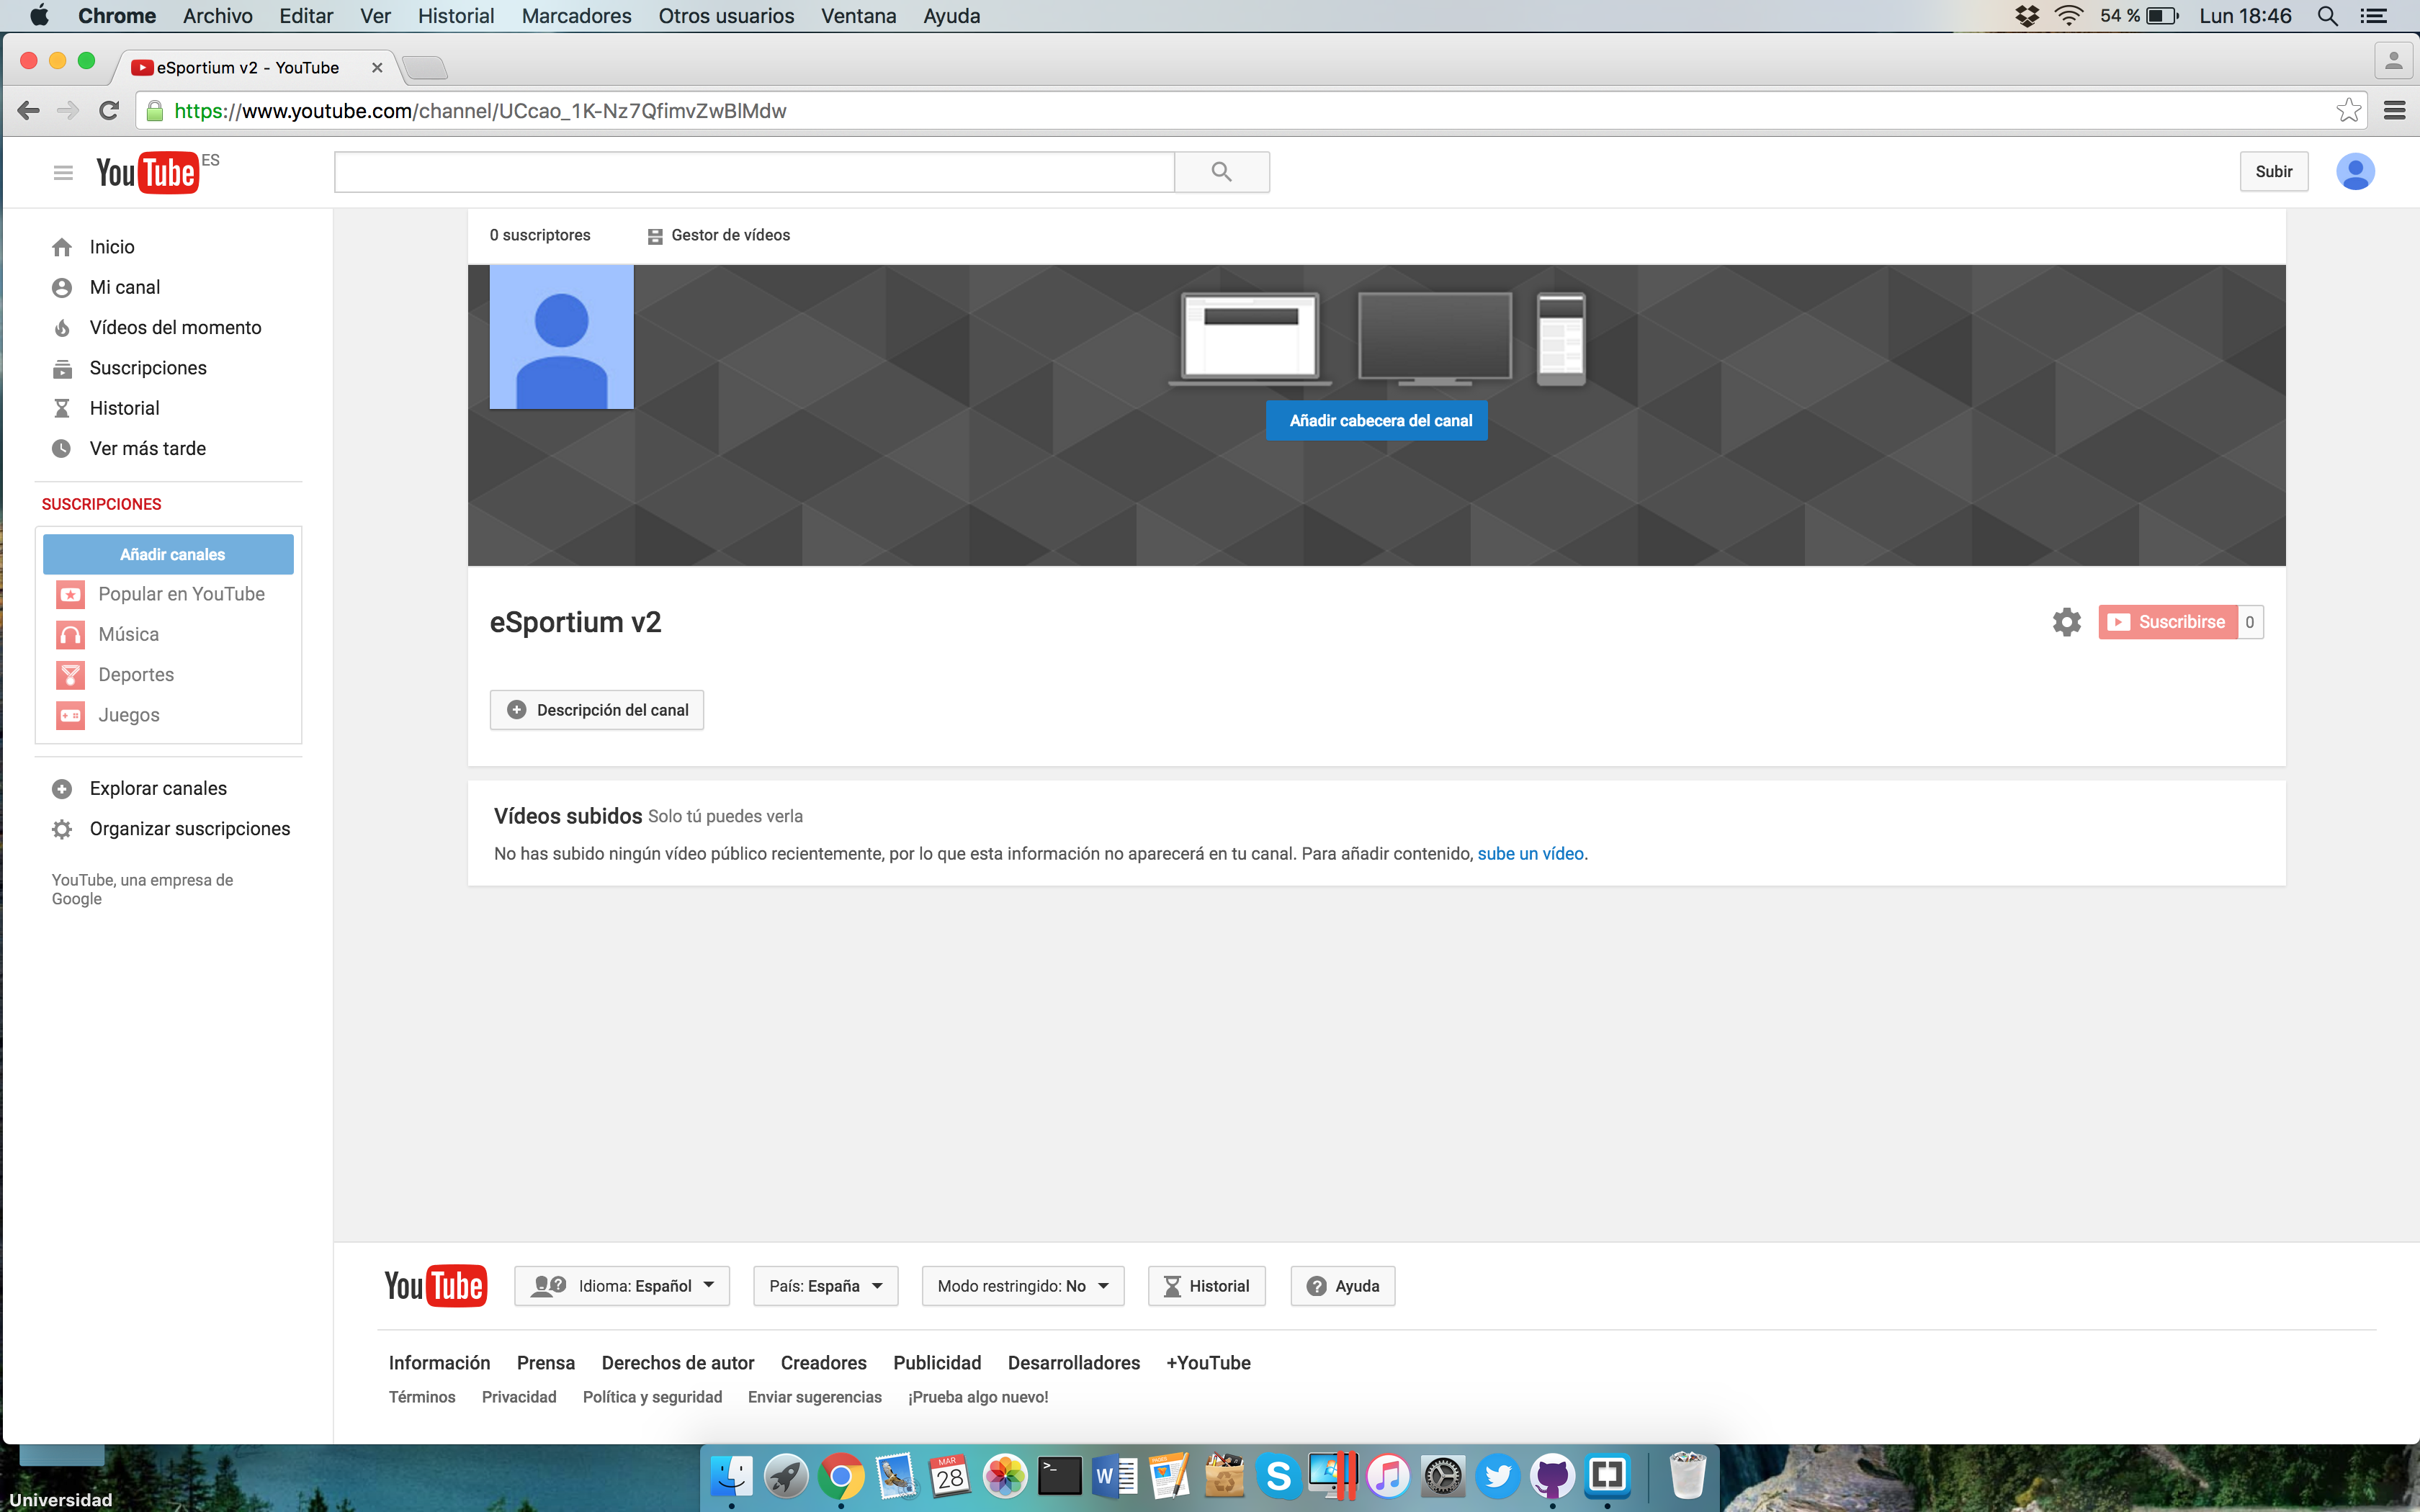 Chrome Archivo Editar Ver Historial Marcadores Otros usuarios Ventana Ayuda 54 % Lun 18:46
eSportium v2 - YouTube
https://www.youtube.com/channel/UCcao_1K-Nz7QfimvZwBlMdw
YouTube ES Subir
0 suscriptores Gestor de vídeos
Inicio
Mi canal
Vídeos del momento
Suscripciones
Historial
Ver más tarde
SUSCRIPCIONES
Añadir canales
Popular en YouTube
Música
Deportes
Juegos
Explorar canales
Organizar suscripciones
YouTube, una empresa de
Google
Añadir cabecera del canal
eSportium v2
Suscribirse 0
Descripción del canal
Vídeos subidos Solo tú puedes verla
No has subido ningún vídeo público recientemente, por lo que esta información no aparecerá en tu canal. Para añadir contenido, sube un vídeo.
YouTube Idioma: Español País: España Modo restringido: No Historial Ayuda
Información Prensa Derechos de autor Creadores Publicidad Desarrolladores +YouTube
Términos Privacidad Política y seguridad Enviar sugerencias ¡Prueba algo nuevo!
MAR
28
Universidad